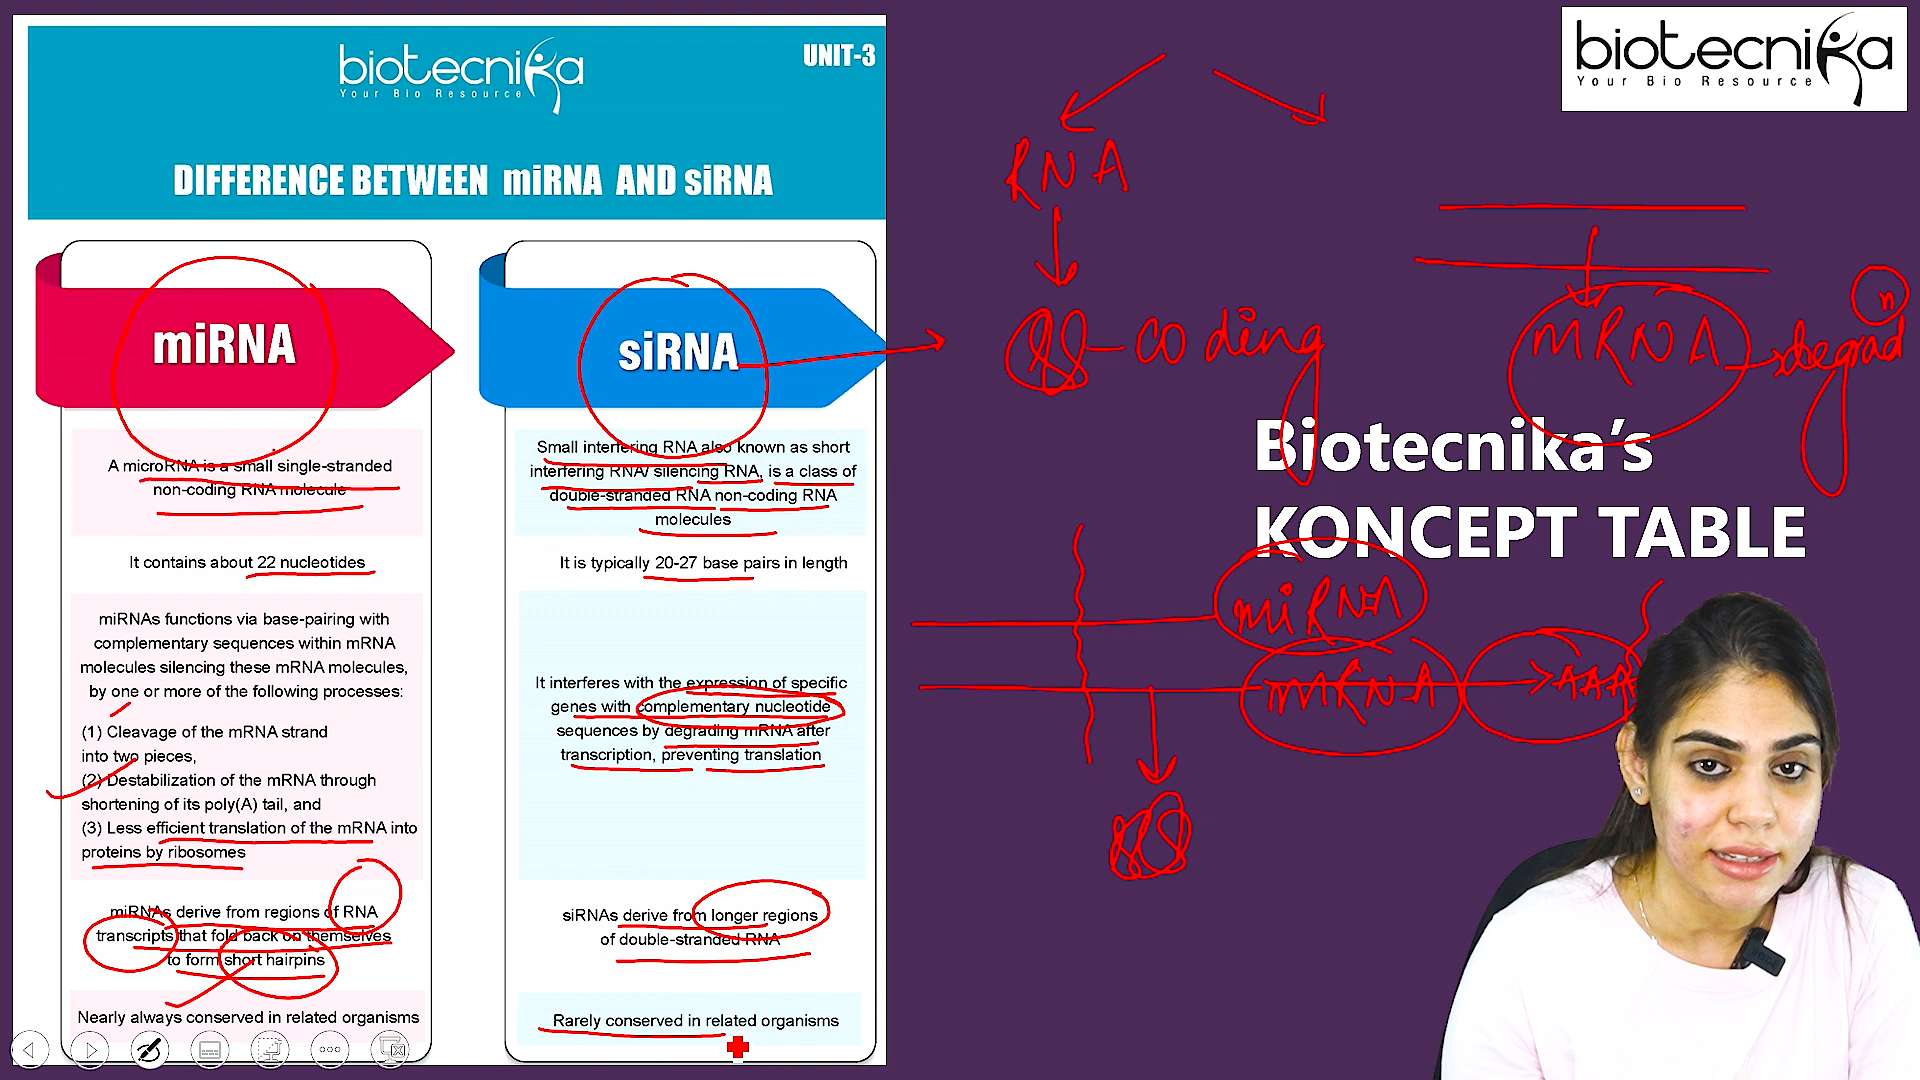 biotecnika
Your Bio Resource
UNIT-3
DIFFERENCE BETWEEN miRNA AND siRNA
miRNA
A microRNA is a small single-stranded
non-coding RNA molecule
It contains about 22 nucleotides
miRNAs functions via base-pairing with
complementary sequences within mRNA
molecules silencing these mRNA molecules,
by one or more of the following processes:
(1) Cleavage of the mRNA strand
into two pieces,
(2) Destabilization of the mRNA through
shortening of its poly(A) tail, and
(3) Less efficient translation of the mRNA into
proteins by ribosomes
miRNAs derive from regions of RNA
transcripts that fold back on themselves
to form short hairpins
Nearly always conserved in related organisms
siRNA
Small interfering RNA also known as short
interfering RNA/ silencing RNA, is a class of
double-stranded RNA non-coding RNA
molecules
It is typically 20-27 base pairs in length
It interferes with the expression of specific
genes with complementary nucleotide
sequences by degrading mRNA after
transcription, preventing translation
siRNAs derive from longer regions
of double-stranded RNA
Rarely conserved in related organisms
biotecnika
Your Bio Resource
RNA
coding
mRNA
degrad
n
Biotecnika's
KONCEPT TABLE
miRNA
mRNA
AAA
RODE